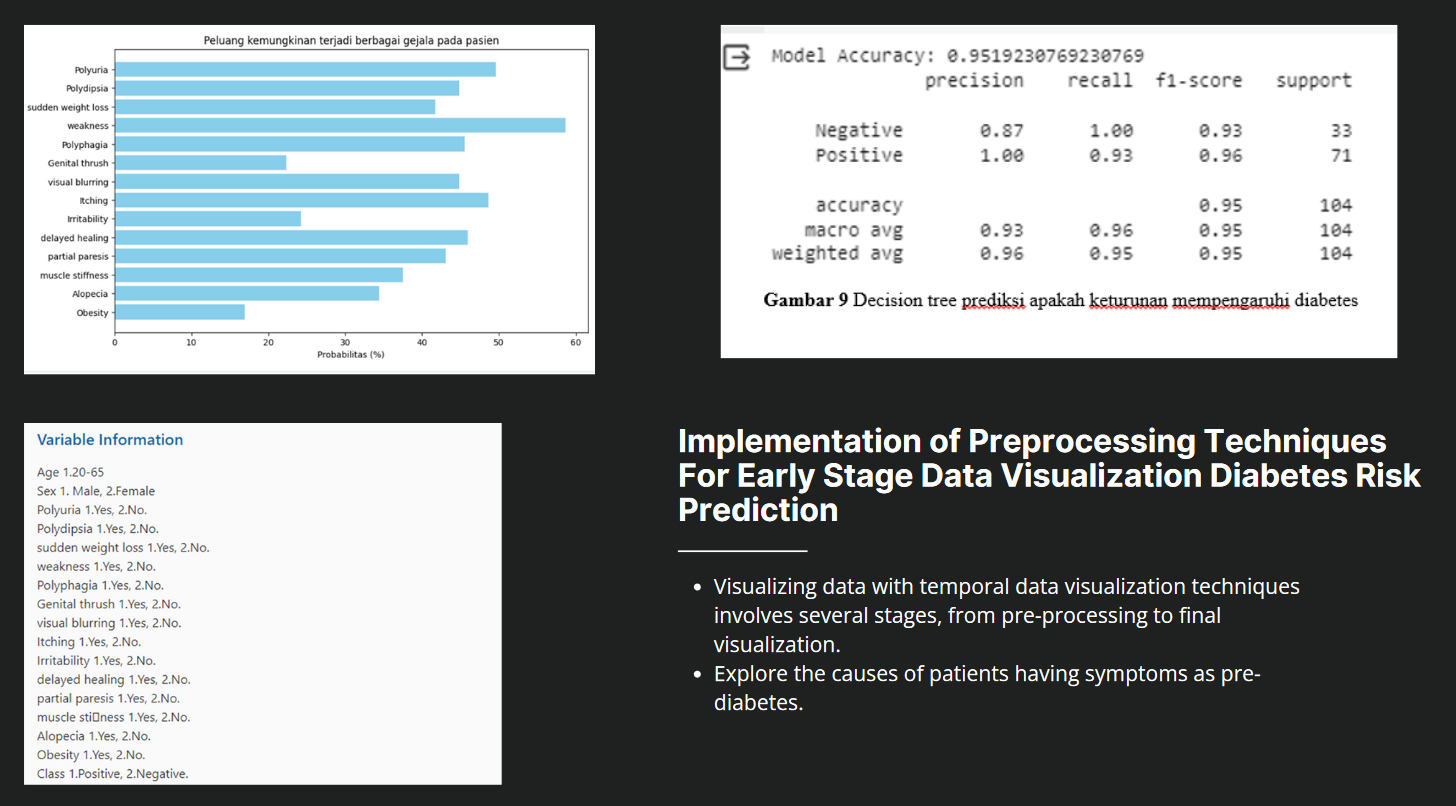 Peluang kemungkinan terjadi berbagai gejala pada pasien
Polyuria
Polydipsia
sudden weight loss
weakness
Polyphagia
Genital thrush
visual blurring
Itching
Irritability
delayed healing
partial paresis
muscle stiffness
Alopecia
Obesity
0 10 20 30 40 50 60
Probabilitas (%)
Model Accuracy: 0.9519230769230769
precision recall f1-score support
Negative 0.87 1.00 0.93 33
Positive 1.00 0.93 0.96 71
accuracy 0.95 104
macro avg 0.93 0.96 0.95 104
weighted avg 0.96 0.95 0.95 104
Gambar 9 Decision tree prediksi apakah keturunan mempengaruhi diabetes
Variable Information
Age 1.20-65
Sex 1. Male, 2.Female
Polyuria 1.Yes, 2.No.
Polydipsia 1.Yes, 2.No.
sudden weight loss 1.Yes, 2.No.
weakness 1.Yes, 2.No.
Polyphagia 1.Yes, 2.No.
Genital thrush 1.Yes, 2.No.
visual blurring 1.Yes, 2.No.
Itching 1.Yes, 2.No.
Irritability 1.Yes, 2.No.
delayed healing 1.Yes, 2.No.
partial paresis 1.Yes, 2.No.
muscle sti▯ness 1.Yes, 2.No.
Alopecia 1.Yes, 2.No.
Obesity 1.Yes, 2.No.
Class 1.Positive, 2.Negative.
Implementation of Preprocessing Techniques
For Early Stage Data Visualization Diabetes Risk
Prediction
• Visualizing data with temporal data visualization techniques
involves several stages, from pre-processing to final
visualization.
• Explore the causes of patients having symptoms as pre-
diabetes.